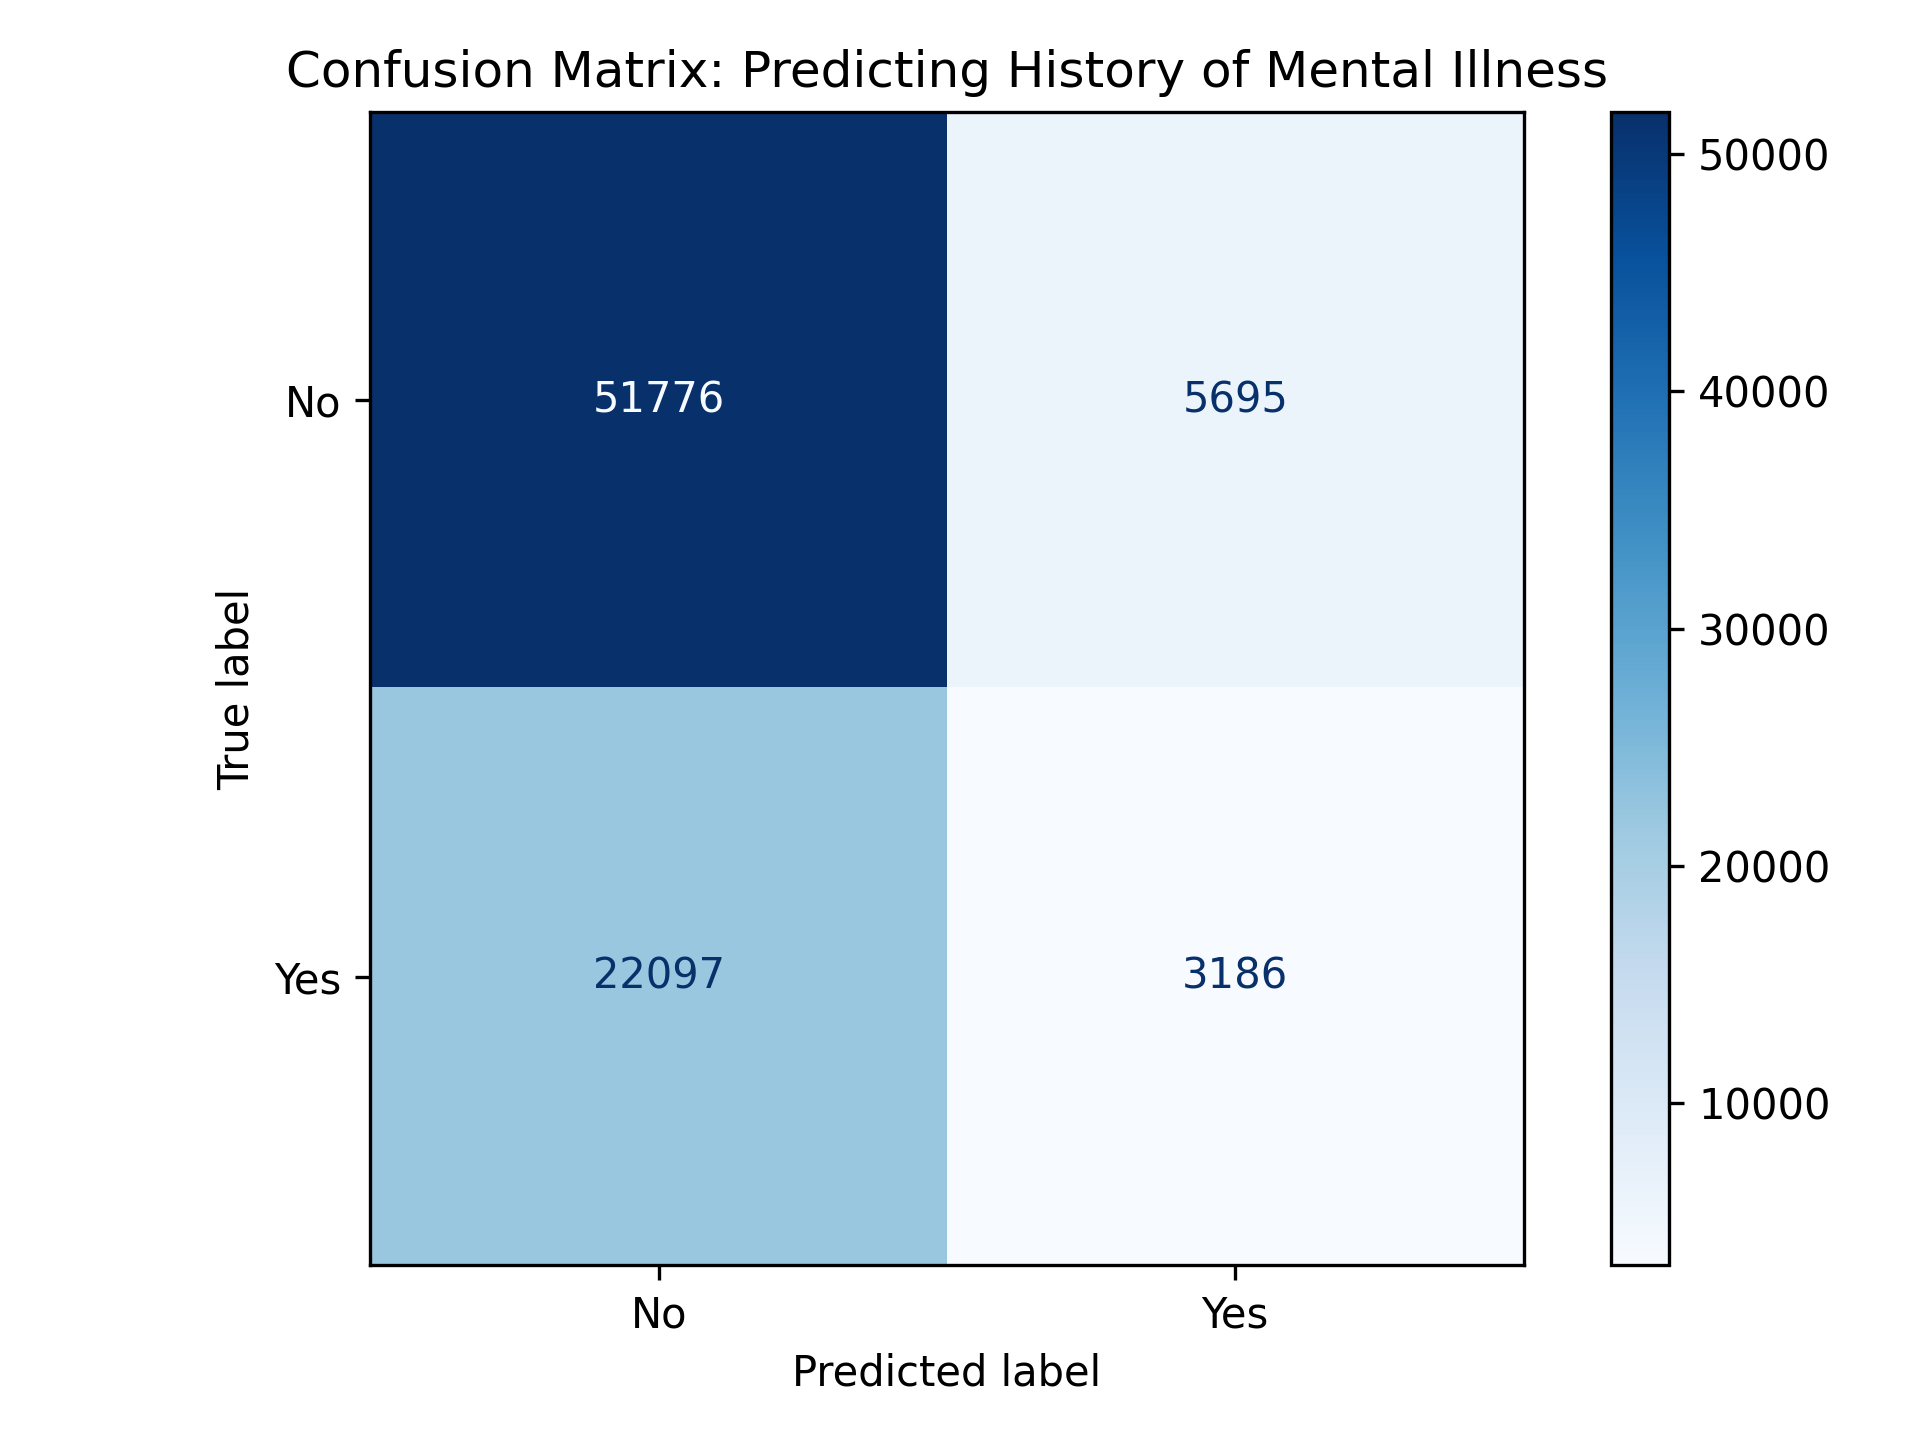 Confusion Matrix: Predicting History of Mental Illness
True label
No
Yes
51776
5695
22097
3186
No
Yes
Predicted label
50000
40000
30000
20000
10000